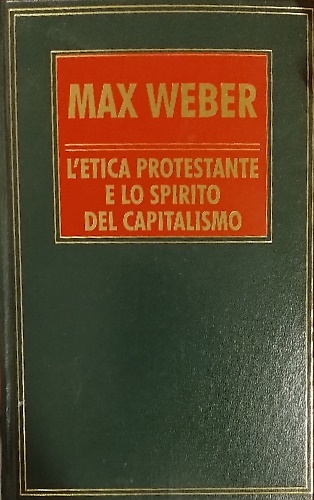 MAX WEBER
L'ETICA PROTESTANTE
E LO SPIRITO
DEL CAPITALISMO